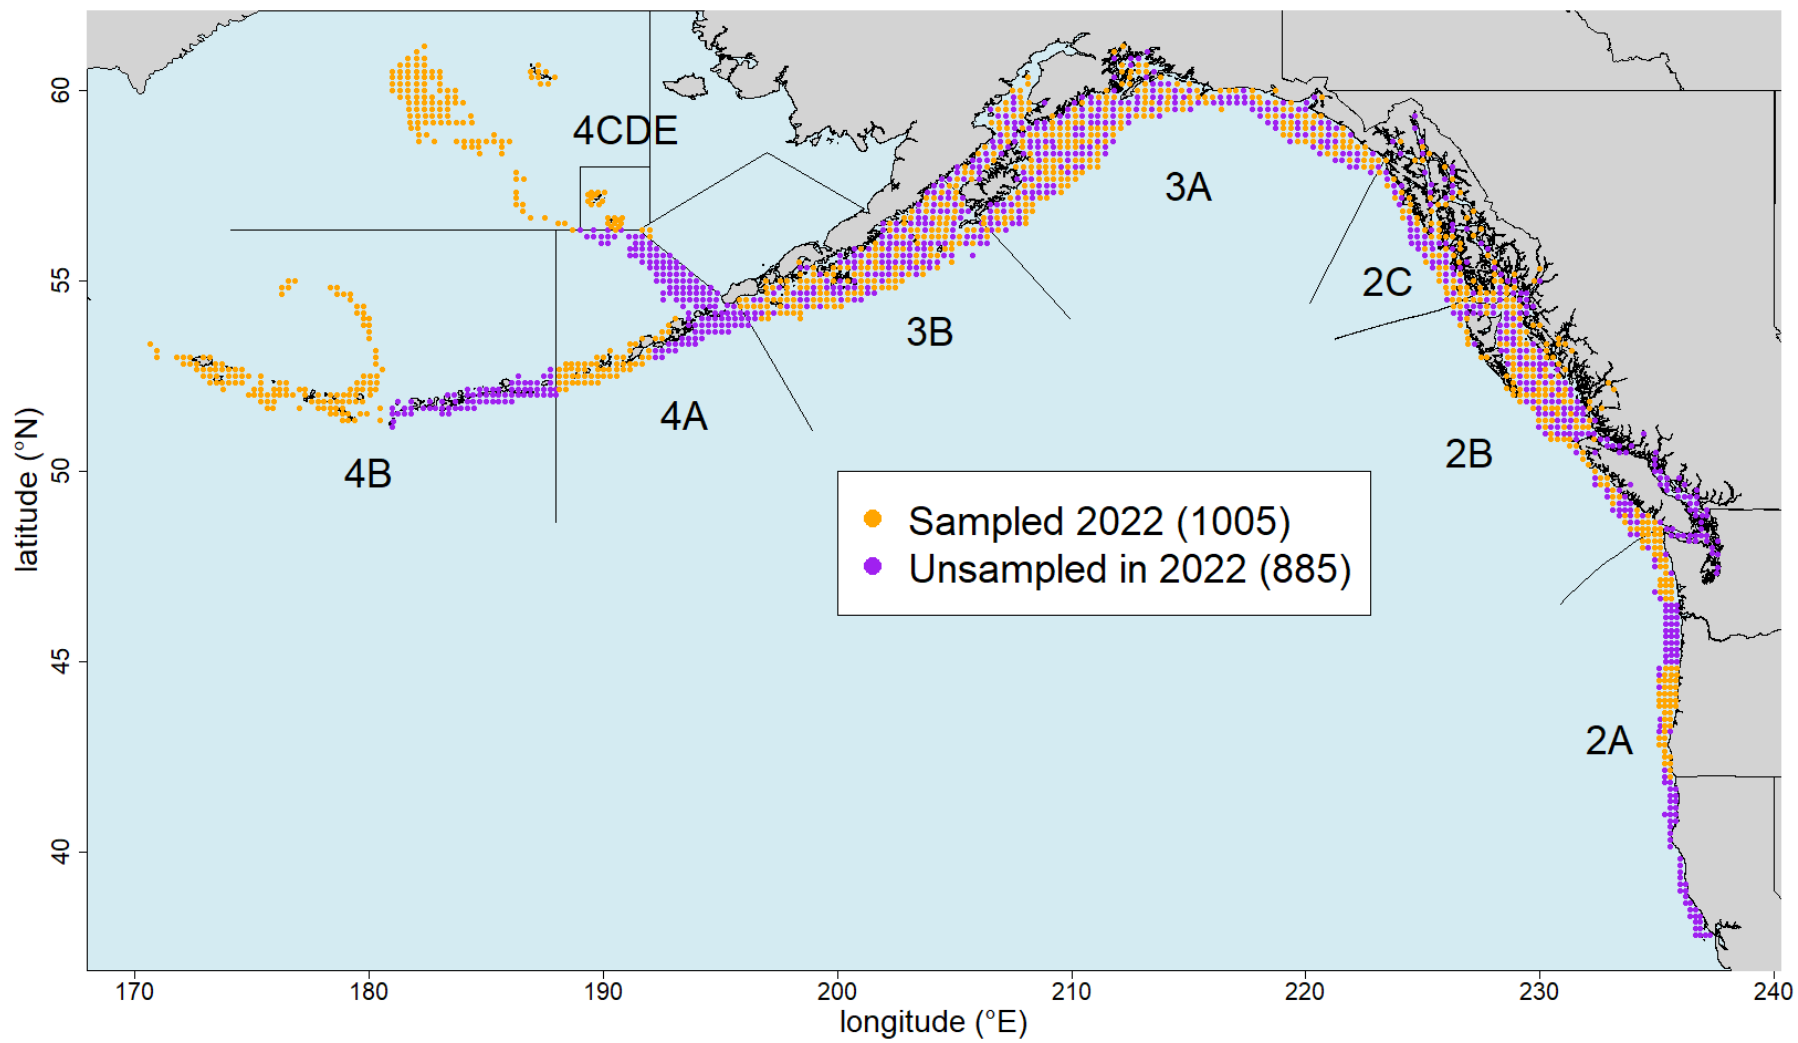 60
55
50
45
40
latitude (°N)
4CDE
3A
2C
3B
4A
2B
4B
Sampled 2022 (1005)
Unsampled in 2022 (885)
2A
170
180
190
200
210
220
230
240
longitude (°E)